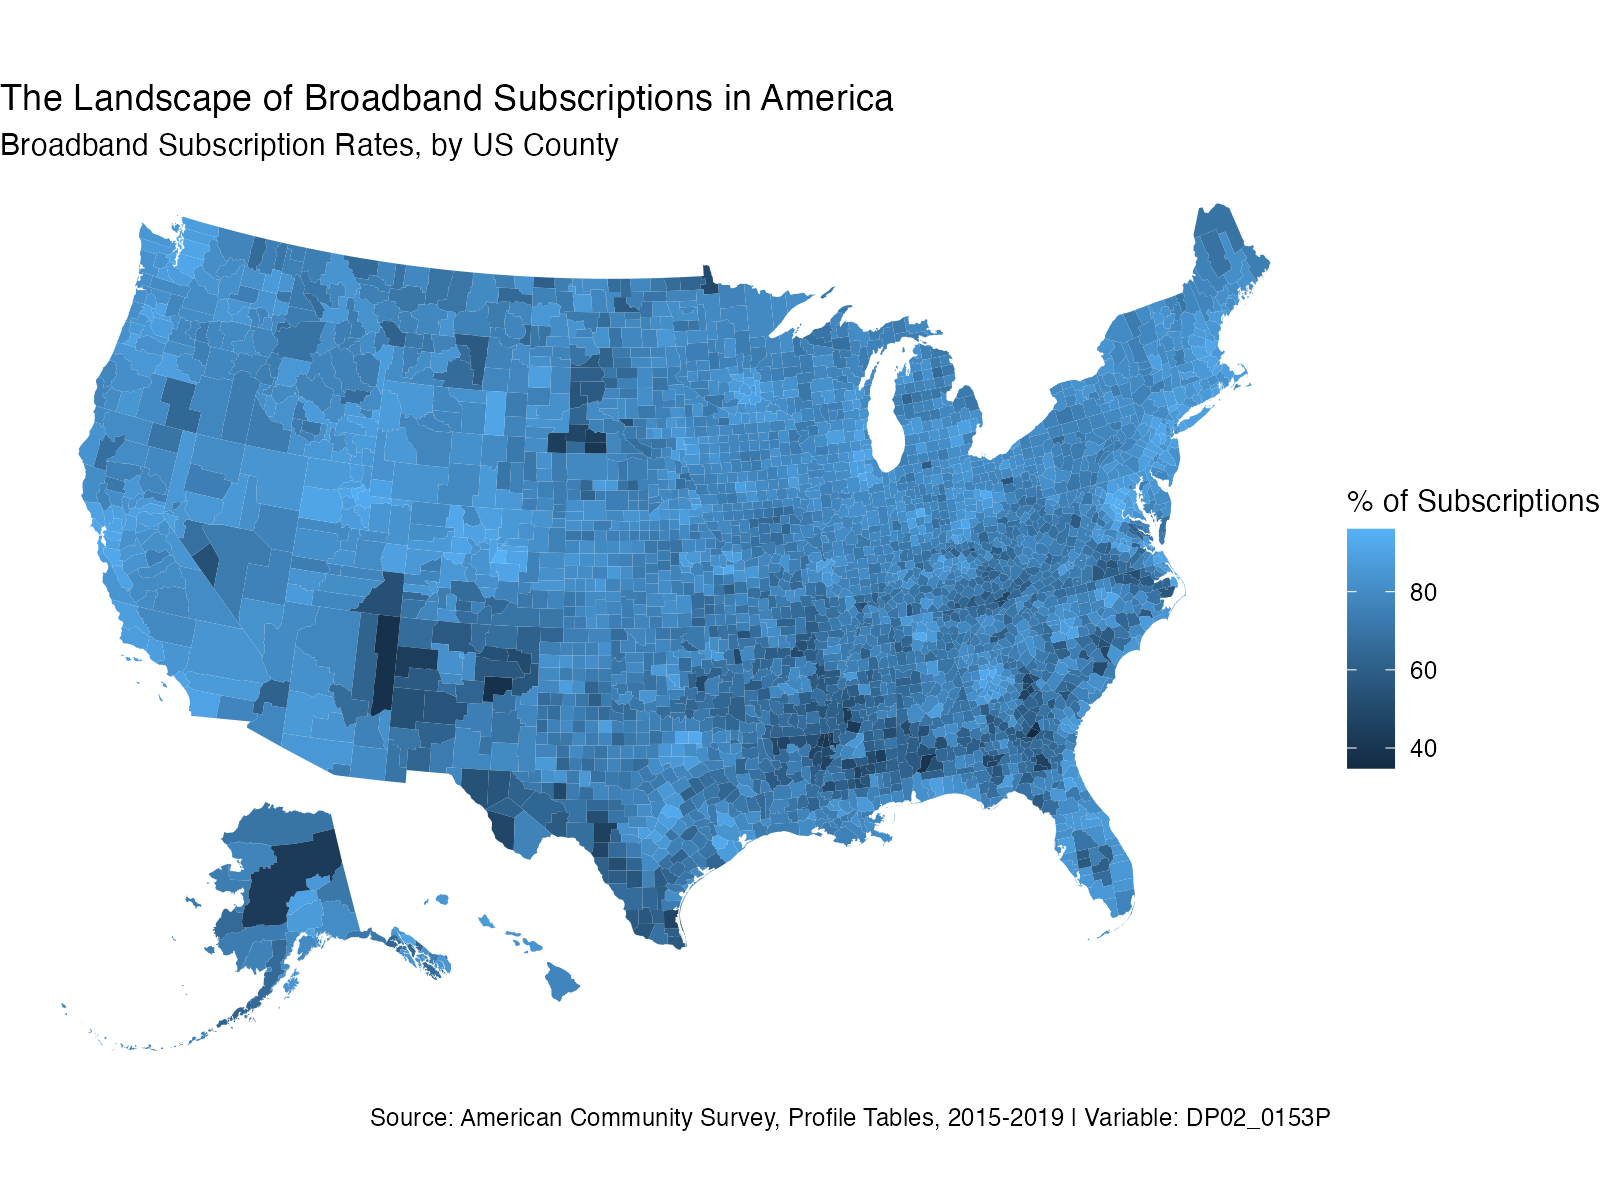 The Landscape of Broadband Subscriptions in America
Broadband Subscription Rates, by US County
% of Subscriptions
80
60
40
Source: American Community Survey, Profile Tables, 2015-2019 | Variable: DP02_0153P